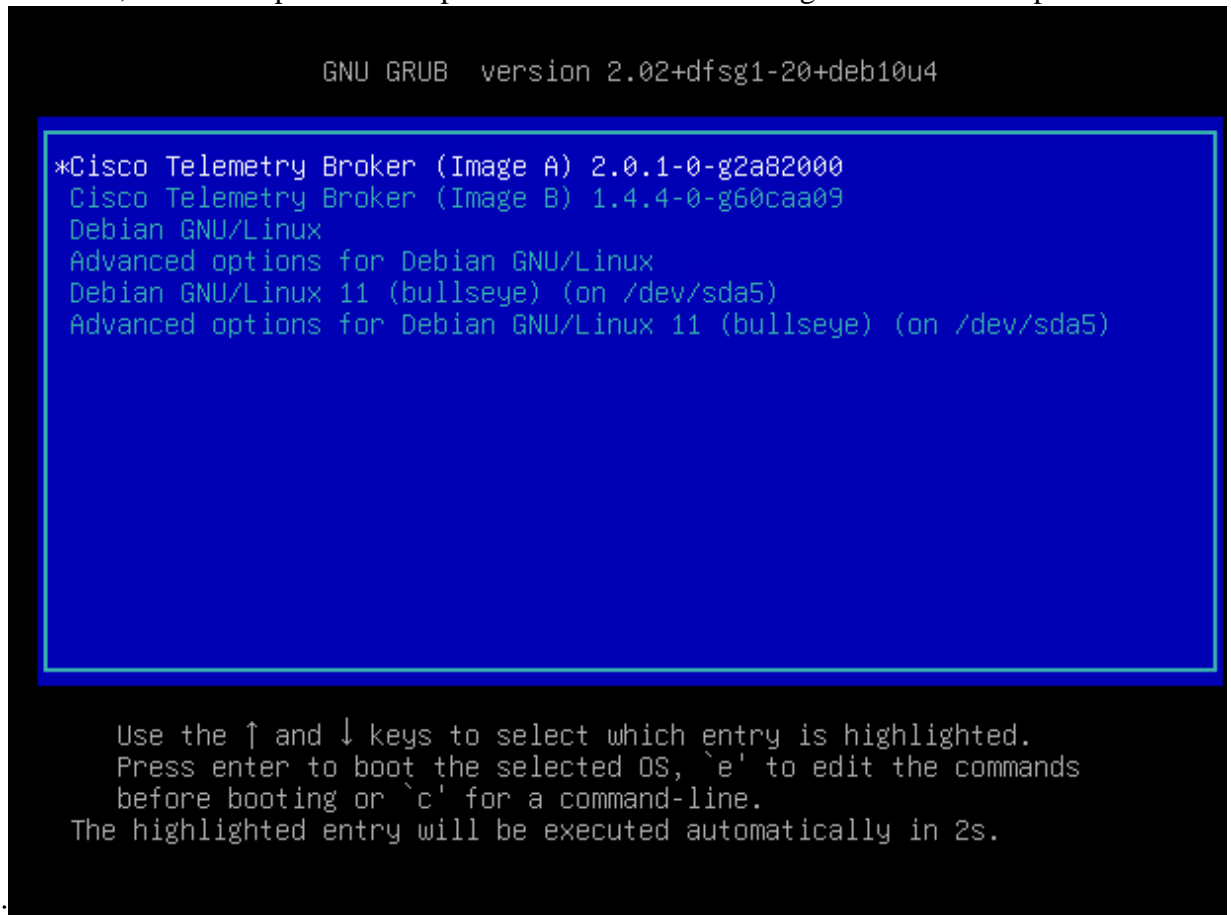 GNU GRUB version 2.02+dfsg1-20+deb10u4
*Cisco Telemetry Broker (Image A) 2.0.1-0-g2a82000
Cisco Telemetry Broker (Image B) 1.4.4-0-g60caa09
Debian GNU/Linux
Advanced options for Debian GNU/Linux
Debian GNU/Linux 11 (bullseye) (on /dev/sda5)
Advanced options for Debian GNU/Linux 11 (bullseye) (on /dev/sda5)
Use the ↑ and ↓ keys to select which entry is highlighted.
Press enter to boot the selected OS, `e' to edit the commands
before booting or `c' for a command-line.
The highlighted entry will be executed automatically in 2s.
.